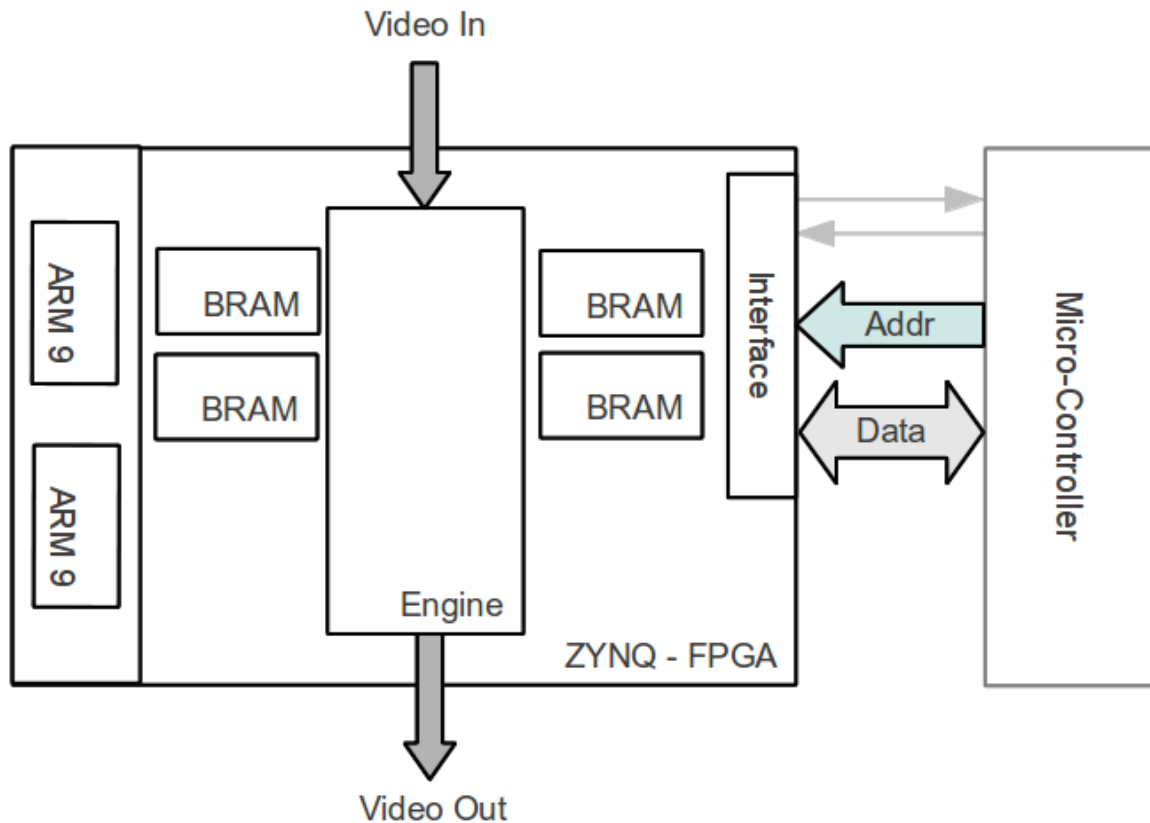 Video In
ARM 9
ARM 9
BRAM
BRAM
BRAM
BRAM
Engine
ZYNQ - FPGA
Interface
Addr
Data
Micro-Controller
Video Out